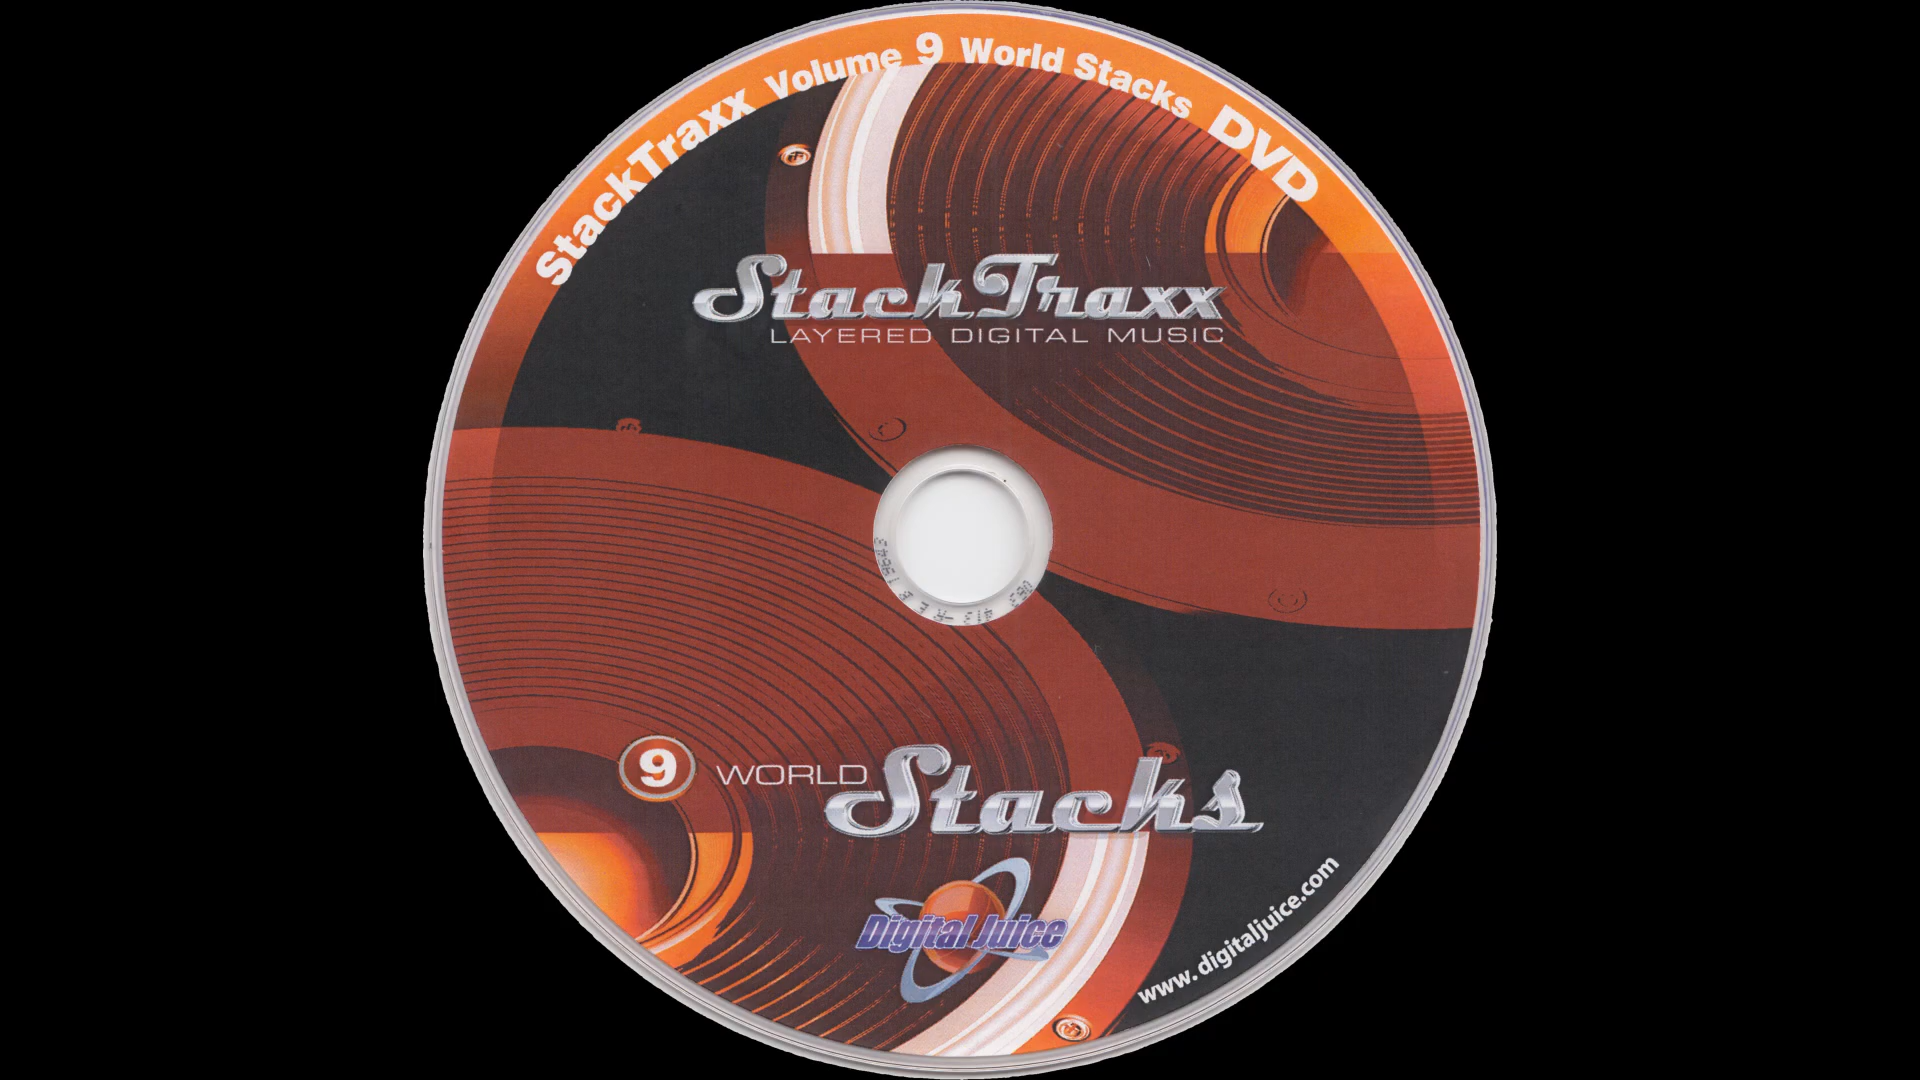 StackTraxx Volume 9 World Stacks DVD
StackTraxx
LAYERED DIGITAL MUSIC
9 WORLD Stacks
Digital Juice
www.digitaljuice.com